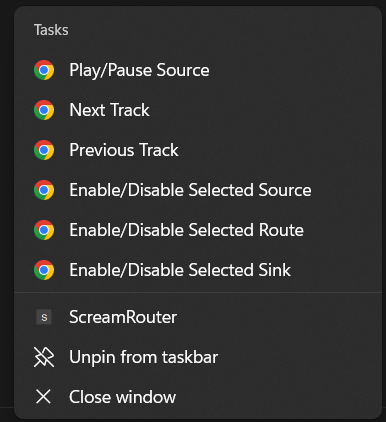 Tasks
Play/Pause Source
Next Track
Previous Track
Enable/Disable Selected Source
Enable/Disable Selected Route
Enable/Disable Selected Sink
S ScreamRouter
Unpin from taskbar
Close window